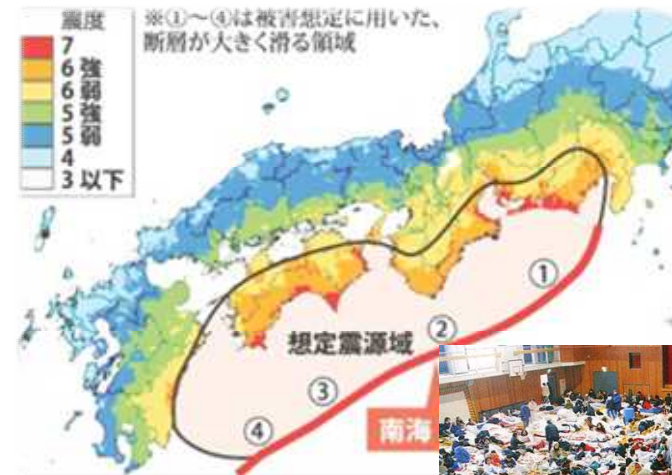 震度
7
6強
6弱
5強
5弱
4
3以下
※①〜④は被害想定に用いた、
断層が大きく滑る領域
①
②
想定震源域
③
④
南海